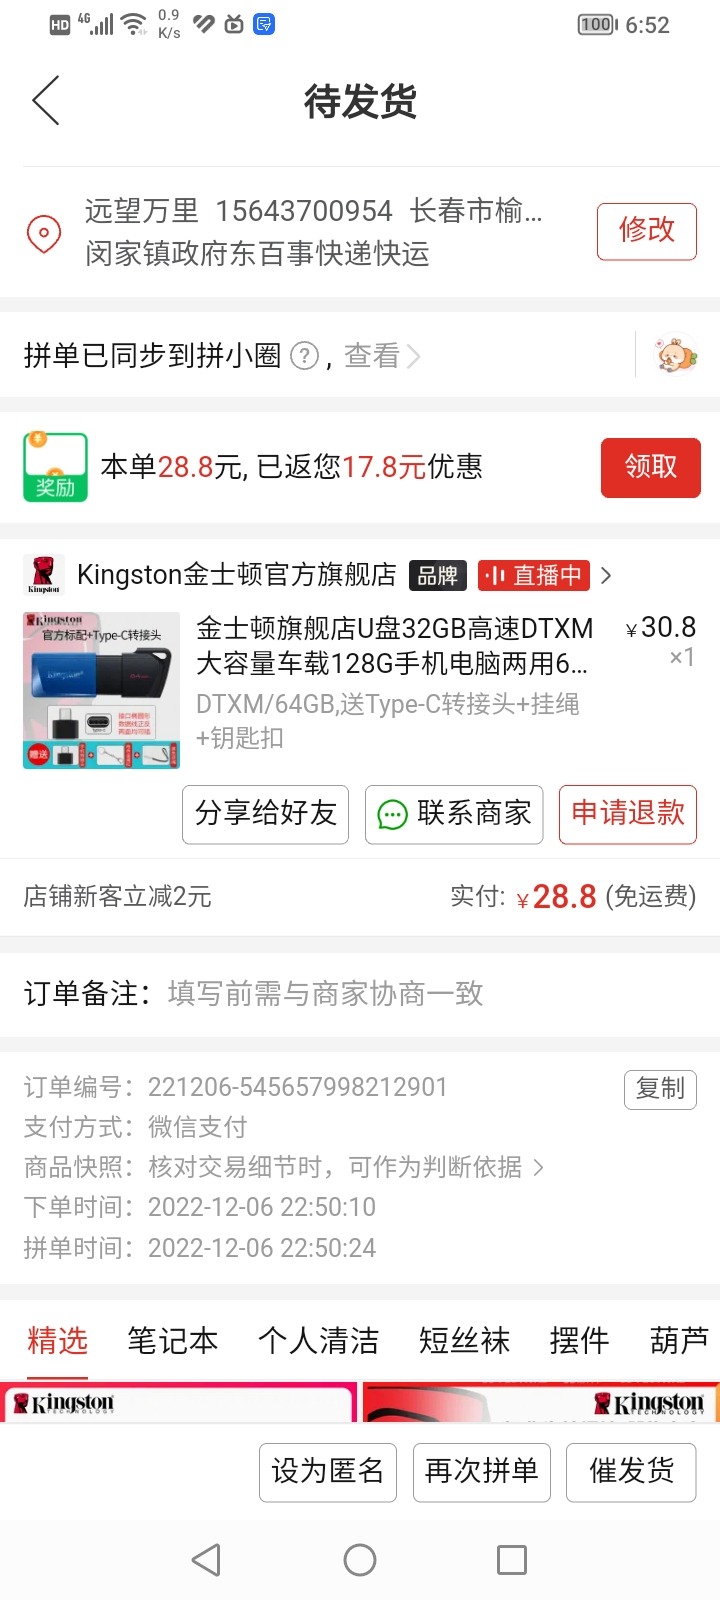 HD 4G 0.9 K/s 100 6:52
待发货
远望万里 15643700954 长春市榆...
闵家镇政府东百事快递快运
修改
拼单已同步到拼小圈?, 查看
奖励
本单28.8元, 已返您17.8元优惠
领取
Kingston
Kingston金士顿官方旗舰店 品牌 直播中
Kingston
官方标配+Type-C转接头
赠送
金士顿旗舰店U盘32GB高速DTXM
大容量车载128G手机电脑两用6...
¥30.8
×1
DTXM/64GB,送Type-C转接头+挂绳
+钥匙扣
分享给好友 联系商家 申请退款
店铺新客立减2元 实付: ¥28.8 (免运费)
订单备注: 填写前需与商家协商一致
订单编号: 221206-545657998212901
复制
支付方式: 微信支付
商品快照: 核对交易细节时，可作为判断依据
下单时间: 2022-12-06 22:50:10
拼单时间: 2022-12-06 22:50:24
精选 笔记本 个人清洁 短丝袜 摆件 葫芦
Kingston
TECHNOLOGY
Kingston
TECHNOLOGY
设为匿名 再次拼单 催发货